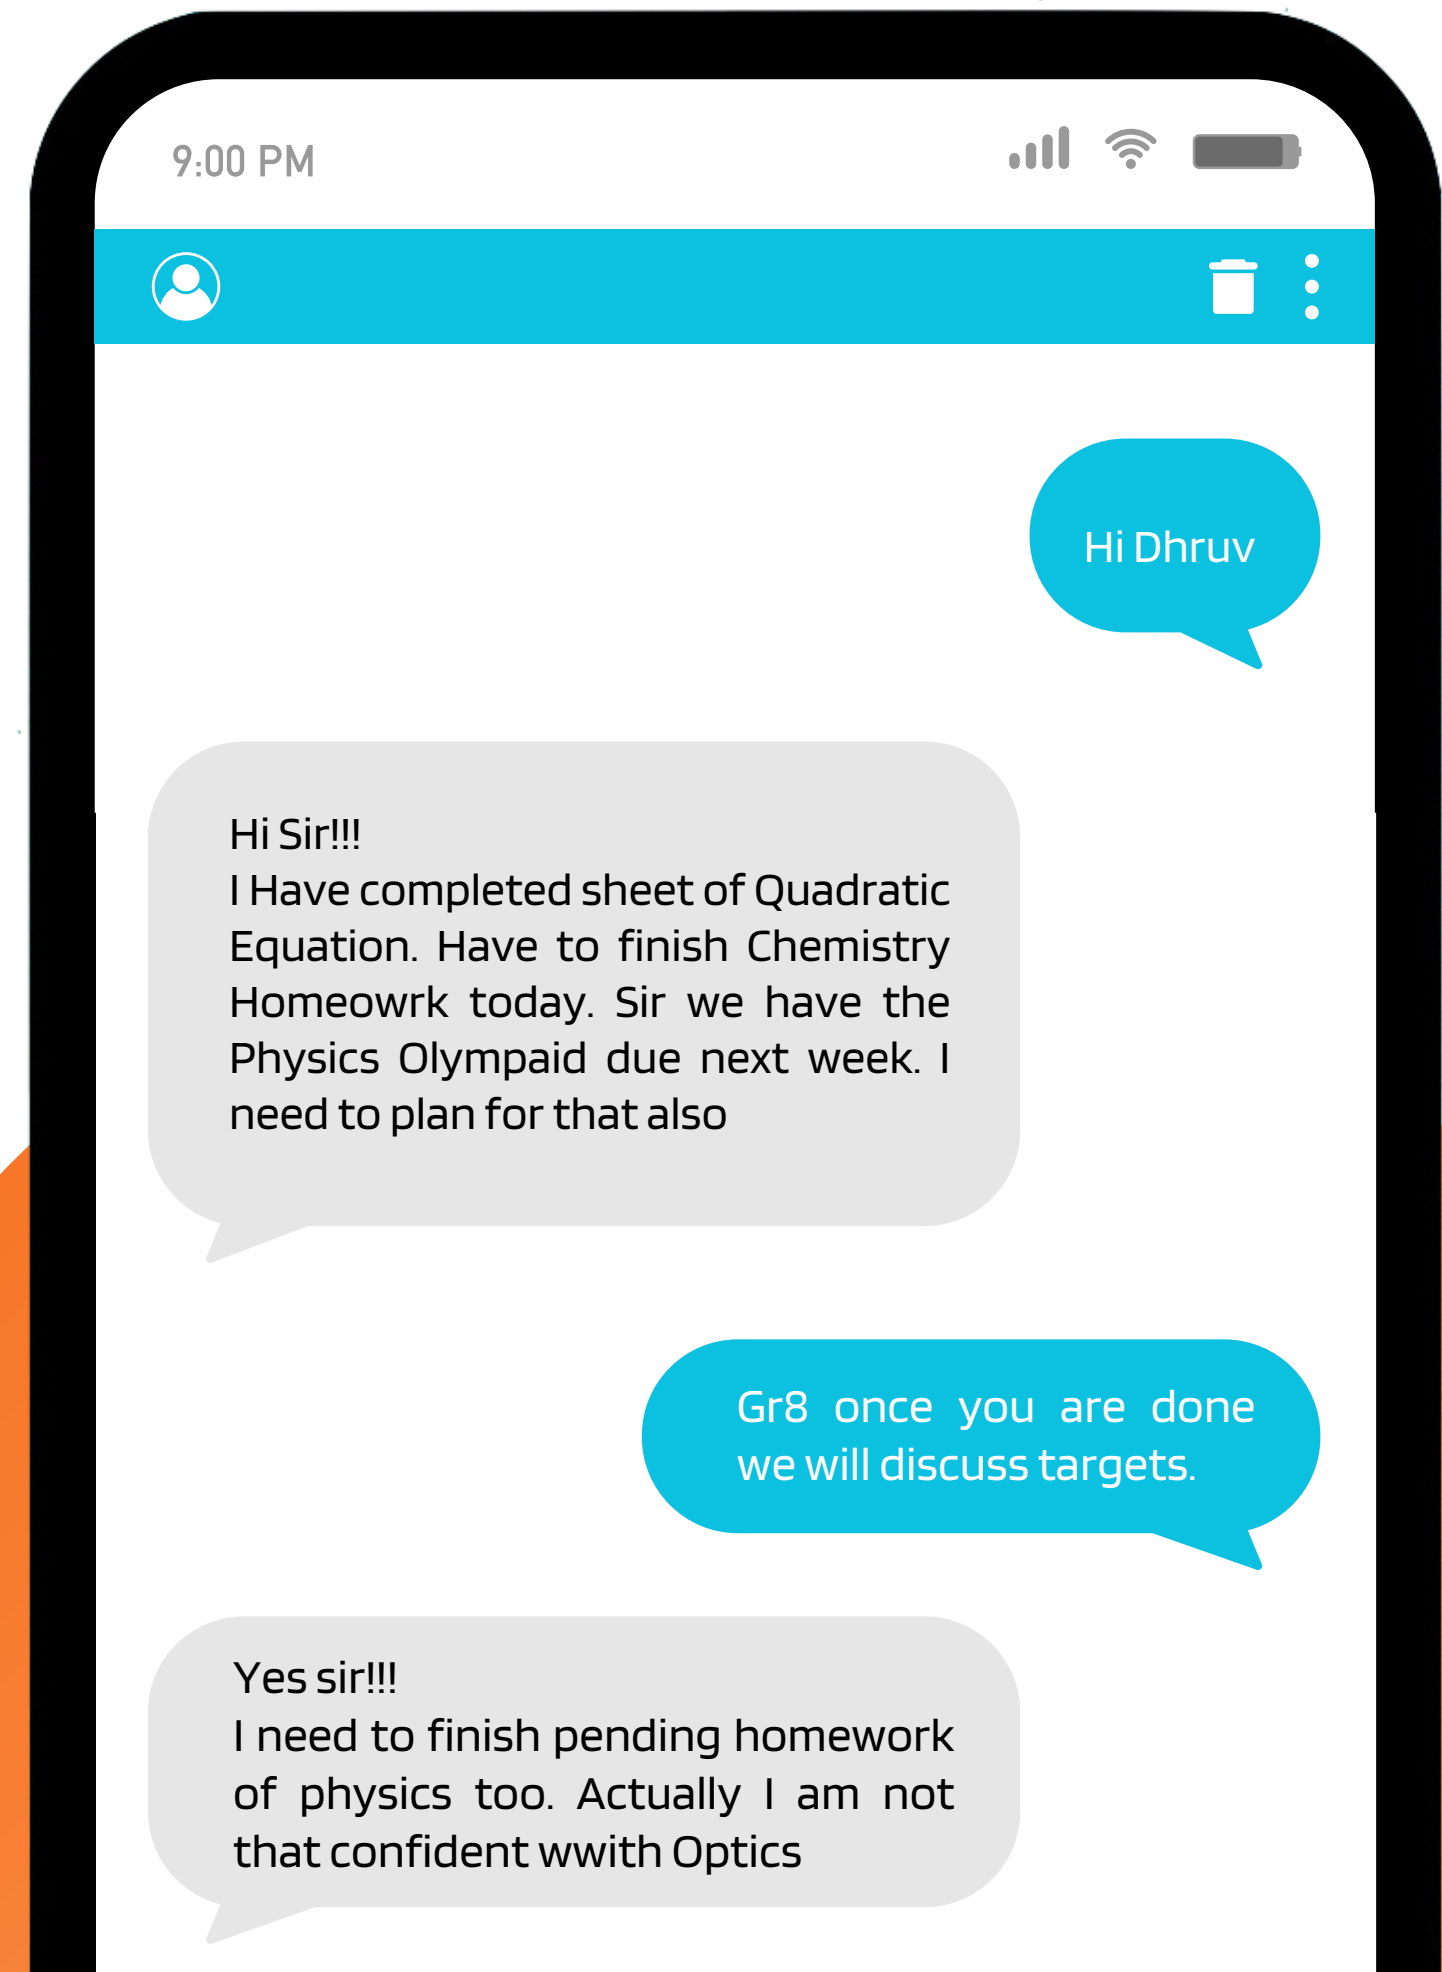 9:00 PM
Hi Dhruv
Hi Sir!!!
I Have completed sheet of Quadratic
Equation. Have to finish Chemistry
Homeowrk today. Sir we have the
Physics Olympaid due next week. I
need to plan for that also
Gr8 once you are done
we will discuss targets.
Yes sir!!!
I need to finish pending homework
of physics too. Actually I am not
that confident wwith Optics